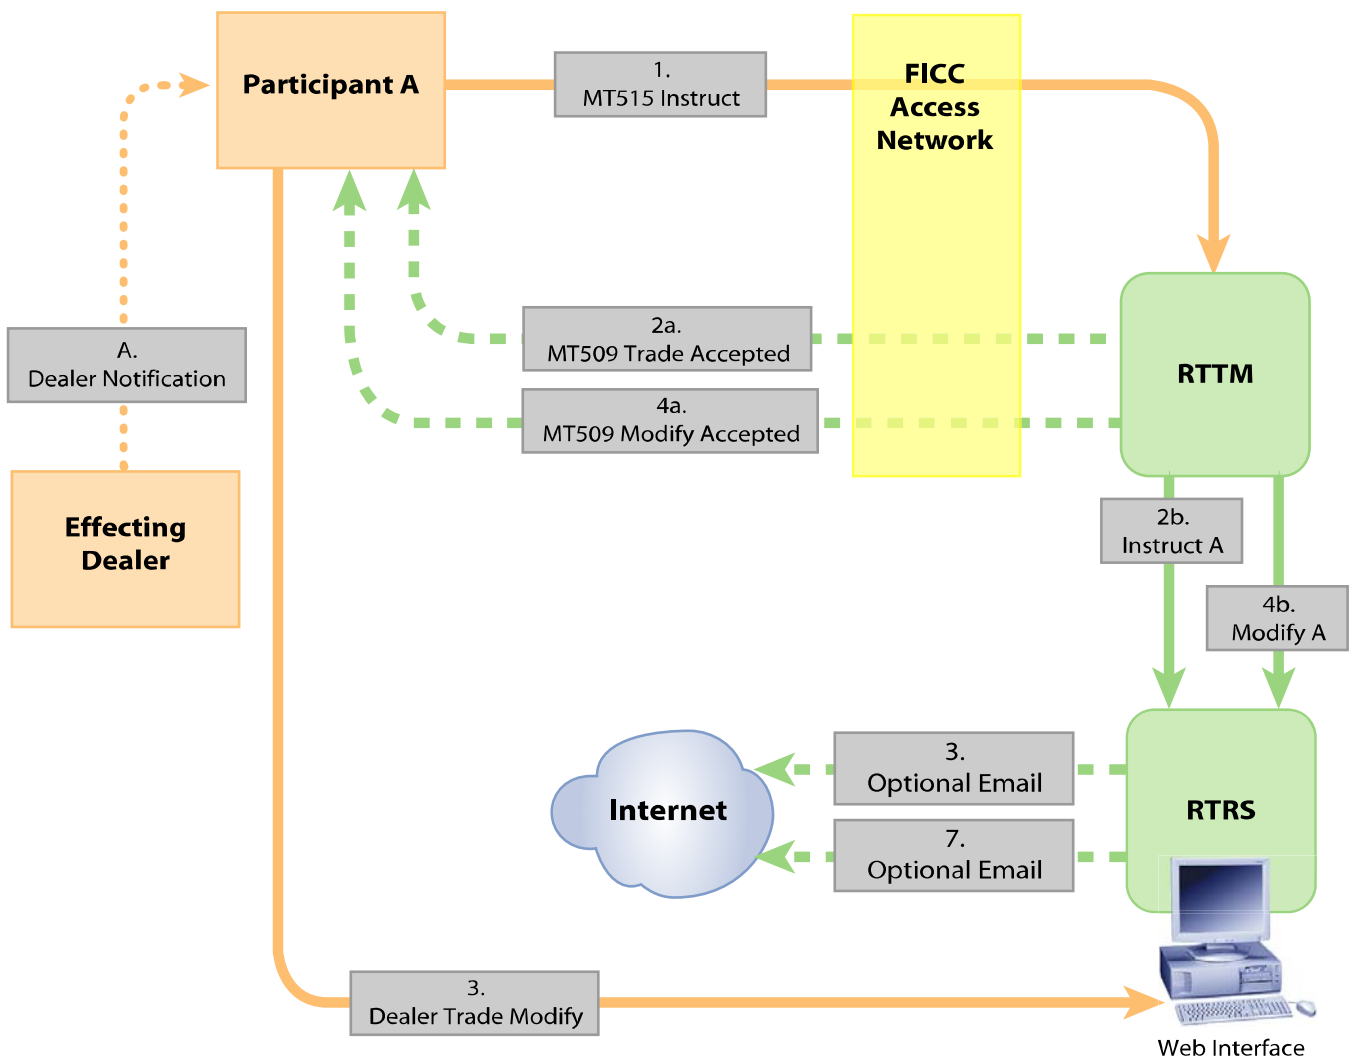 Participant A
1.
MT515 Instruct
FICC
Access
Network
2a.
MT509 Trade Accepted
A.
Dealer Notification
RTTM
4a.
MT509 Modify Accepted
Effecting
Dealer
2b.
Instruct A
4b.
Modify A
3.
Optional Email
Internet
RTRS
7.
Optional Email
3.
Dealer Trade Modify
Web Interface